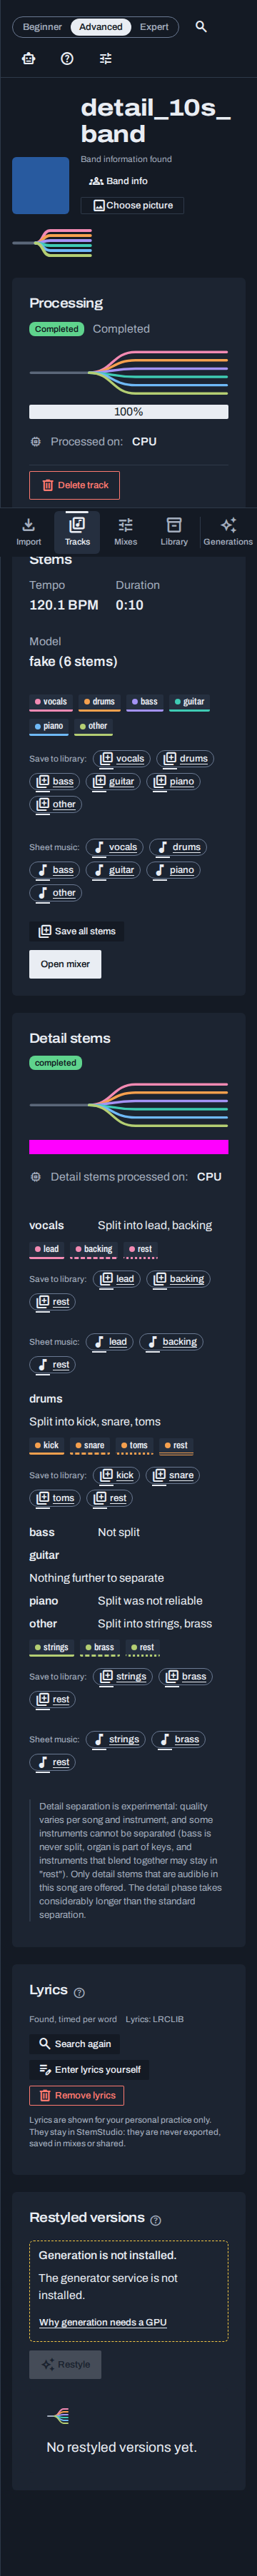 Beginner Advanced Expert
detail_10s_
band
Band information found
Band info
Choose picture
Processing
Completed Completed
100%
Processed on: CPU
Delete track
Import Tracks Mixes Library Generations
Stems
Tempo Duration
120.1 BPM 0:10
Model
fake (6 stems)
vocals drums bass guitar
piano other
Save to library: vocals drums
bass guitar piano
other
Sheet music: vocals drums
bass guitar piano
other
Save all stems
Open mixer
Detail stems
completed
Detail stems processed on: CPU
vocals Split into lead, backing
lead backing rest
Save to library: lead backing
rest
Sheet music: lead backing
rest
drums
Split into kick, snare, toms
kick snare toms rest
Save to library: kick snare
toms rest
bass Not split
guitar
Nothing further to separate
piano Split was not reliable
other Split into strings, brass
strings brass rest
Save to library: strings brass
rest
Sheet music: strings brass
rest
Detail separation is experimental: quality
varies per song and instrument, and some
instruments cannot be separated (bass is
never split, organ is part of keys, and
instruments that blend together may stay in
"rest"). Only detail stems that are audible in
this song are offered. The detail phase takes
considerably longer than the standard
separation.
Lyrics
Found, timed per word Lyrics: LRCLIB
Search again
Enter lyrics yourself
Remove lyrics
Lyrics are shown for your personal practice only.
They stay in StemStudio: they are never exported,
saved in mixes or shared.
Restyled versions
Generation is not installed.
The generator service is not
installed.
Why generation needs a GPU
Restyle
No restyled versions yet.